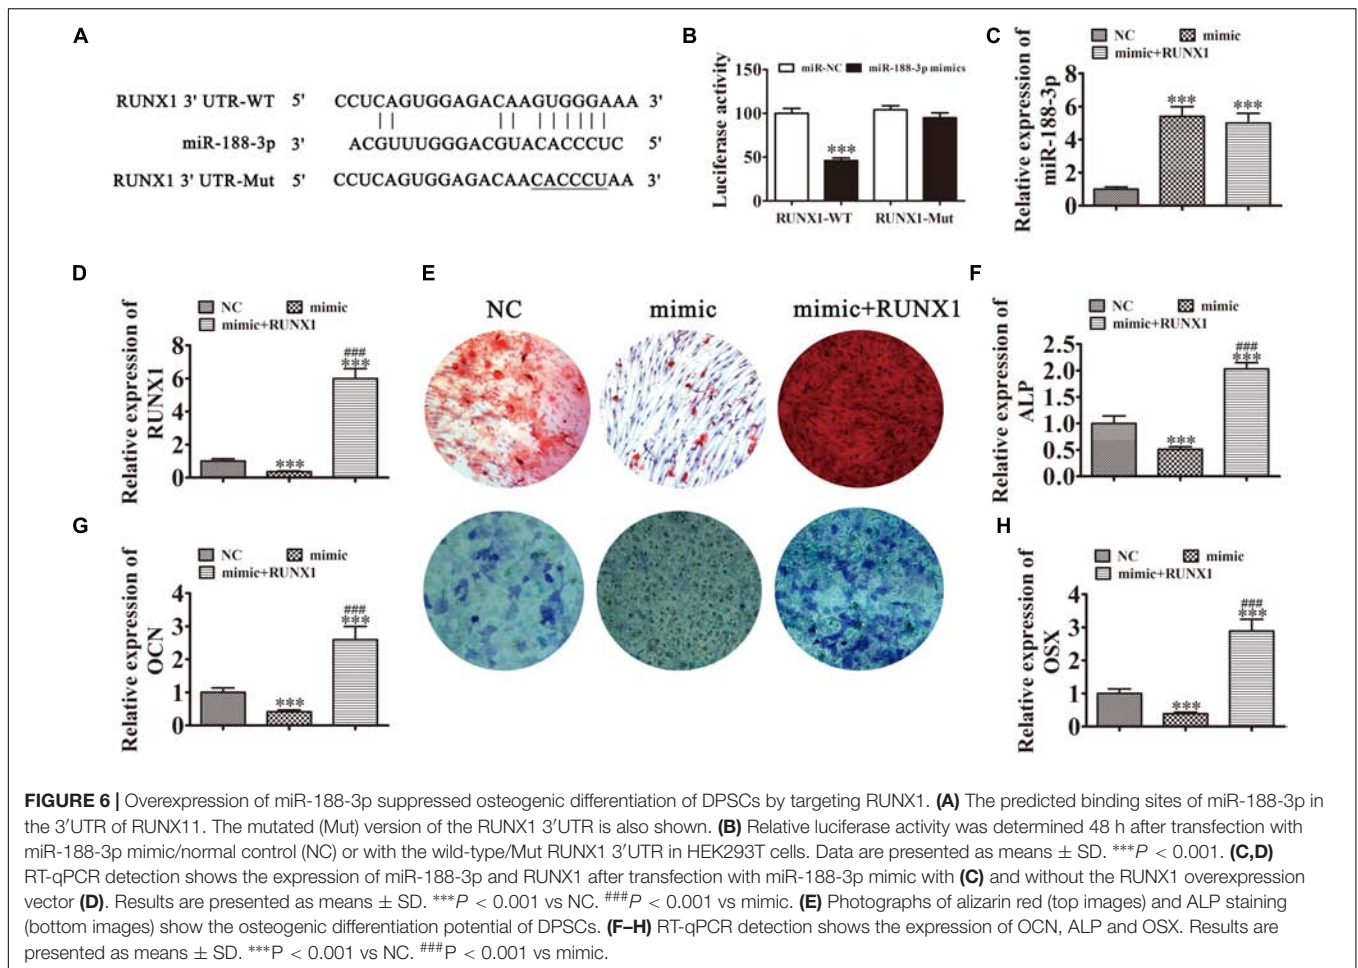 A
RUNX1 3' UTR-WT 5' CCUCAGUGGAGACAAGUGGGAAA 3'
miR-188-3p 3' ACGUUUGGGACGUACACCCUC 5'
RUNX1 3' UTR-Mut 5' CCUCAGUGGAGACAACACCCUAA 3'
B
miR-NC miR-188-3p mimics
Luciferase activity
150
100
50
0
***
RUNX1-WT RUNX1-Mut
C
NC mimic
mimic+RUNX1
Relative expression of
miR-188-3p
8
6
4
2
0
*** ***
D
NC mimic
mimic+RUNX1
Relative expression of
RUNX1
8
6
4
2
0
***
###
***
E
NC mimic mimic+RUNX1
F
NC mimic
mimic+RUNX1
Relative expression of
ALP
2.5
2.0
1.5
1.0
0.5
0.0
***
###
***
G
NC mimic
mimic+RUNX1
Relative expression of
OCN
4
3
2
1
0
***
###
***
H
NC mimic
mimic+RUNX1
Relative expression of
OSX
4
3
2
1
0
***
###
***
FIGURE 6 | Overexpression of miR-188-3p suppressed osteogenic differentiation of DPSCs by targeting RUNX1. (A) The predicted binding sites of miR-188-3p in
the 3′UTR of RUNX11. The mutated (Mut) version of the RUNX1 3′UTR is also shown. (B) Relative luciferase activity was determined 48 h after transfection with
miR-188-3p mimic/normal control (NC) or with the wild-type/Mut RUNX1 3′UTR in HEK293T cells. Data are presented as means ± SD. ***P < 0.001. (C,D)
RT-qPCR detection shows the expression of miR-188-3p and RUNX1 after transfection with miR-188-3p mimic with (C) and without the RUNX1 overexpression
vector (D). Results are presented as means ± SD. ***P < 0.001 vs NC. ###P < 0.001 vs mimic. (E) Photographs of alizarin red (top images) and ALP staining
(bottom images) show the osteogenic differentiation potential of DPSCs. (F–H) RT-qPCR detection shows the expression of OCN, ALP and OSX. Results are
presented as means ± SD. ***P < 0.001 vs NC. ###P < 0.001 vs mimic.